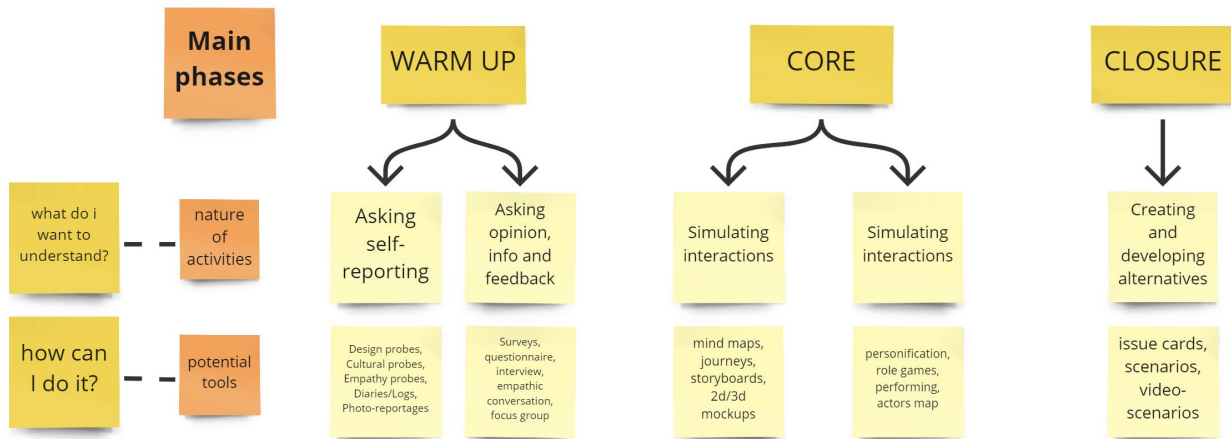 Main
phases
WARM UP
CORE
CLOSURE
what do i
want to
understand?
nature
of
activities
Asking
self-
reporting
Asking
opinion,
info and
feedback
Simulating
interactions
Simulating
interactions
Creating
and
developing
alternatives
how can
I do it?
potential
tools
Design probes,
Cultural probes,
Empathy probes,
Diaries/Logs,
Photo-reportages
Surveys,
questionnaire,
interview,
empathic
conversation,
focus group
mind maps,
journeys,
storyboards,
2d/3d
mockups
personification,
role games,
performing,
actors map
issue cards,
scenarios,
video-
scenarios